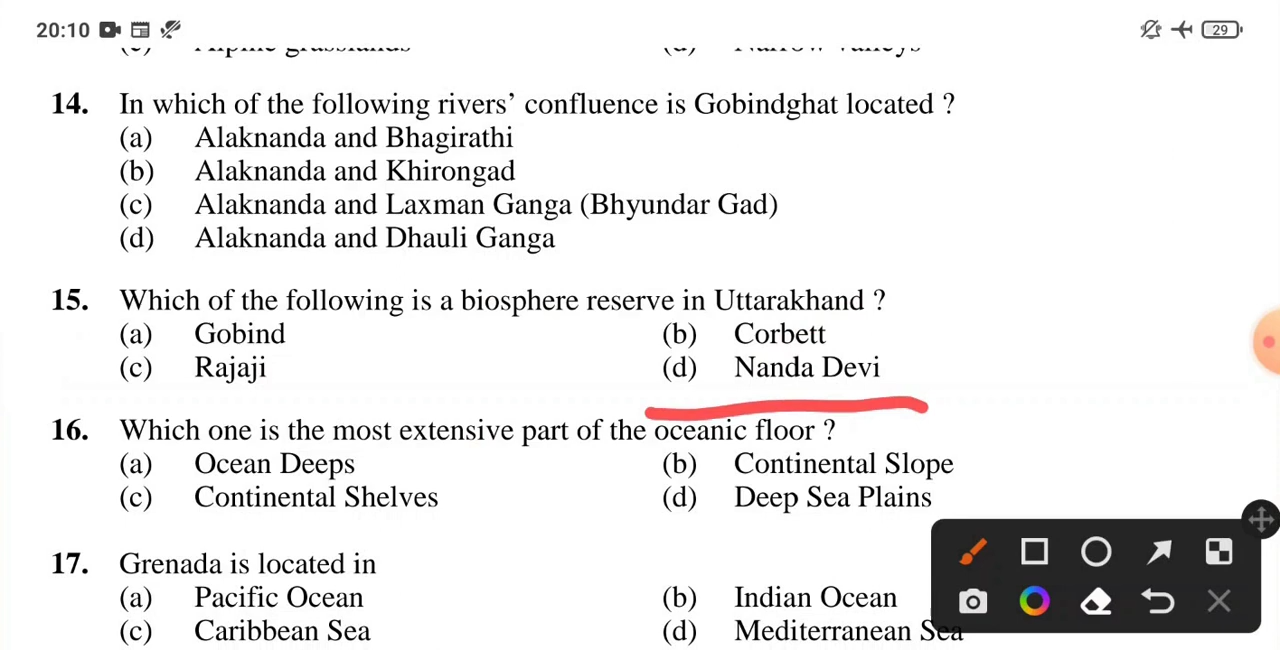 20:10
29
14. In which of the following rivers’ confluence is Gobindghat located ?
(a) Alaknanda and Bhagirathi
(b) Alaknanda and Khirongad
(c) Alaknanda and Laxman Ganga (Bhyundar Gad)
(d) Alaknanda and Dhauli Ganga
15. Which of the following is a biosphere reserve in Uttarakhand ?
(a) Gobind (b) Corbett
(c) Rajaji (d) Nanda Devi
16. Which one is the most extensive part of the oceanic floor ?
(a) Ocean Deeps (b) Continental Slope
(c) Continental Shelves (d) Deep Sea Plains
17. Grenada is located in
(a) Pacific Ocean (b) Indian Ocean
(c) Caribbean Sea (d) Mediterranean Sea